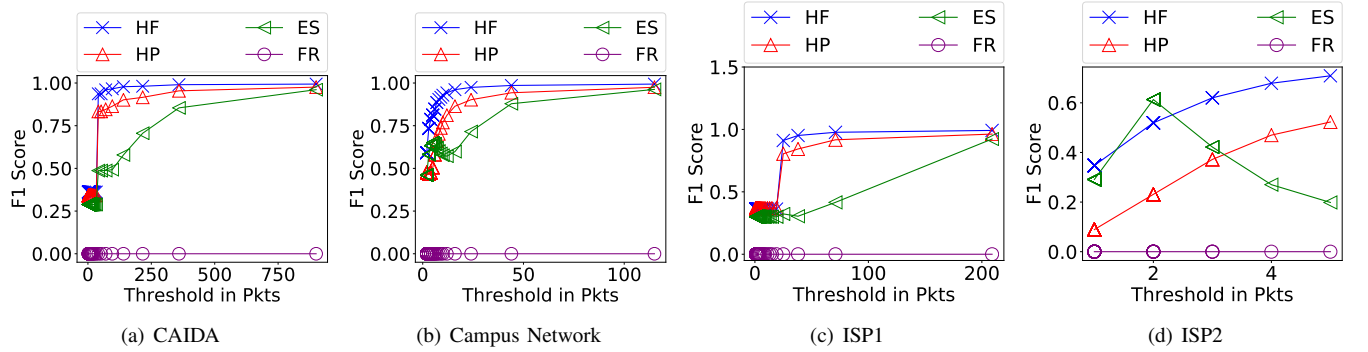 HF ES
HP FR
1.00
0.75
0.50
0.25
0.00
F1 Score
0 250 500 750
Threshold in Pkts
(a) CAIDA
HF ES
HP FR
1.00
0.75
0.50
0.25
0.00
F1 Score
0 50 100
Threshold in Pkts
(b) Campus Network
HF ES
HP FR
1.5
1.0
0.5
0.0
F1 Score
0 100 200
Threshold in Pkts
(c) ISP1
HF ES
HP FR
0.6
0.4
0.2
0.0
F1 Score
2 4
Threshold in Pkts
(d) ISP2